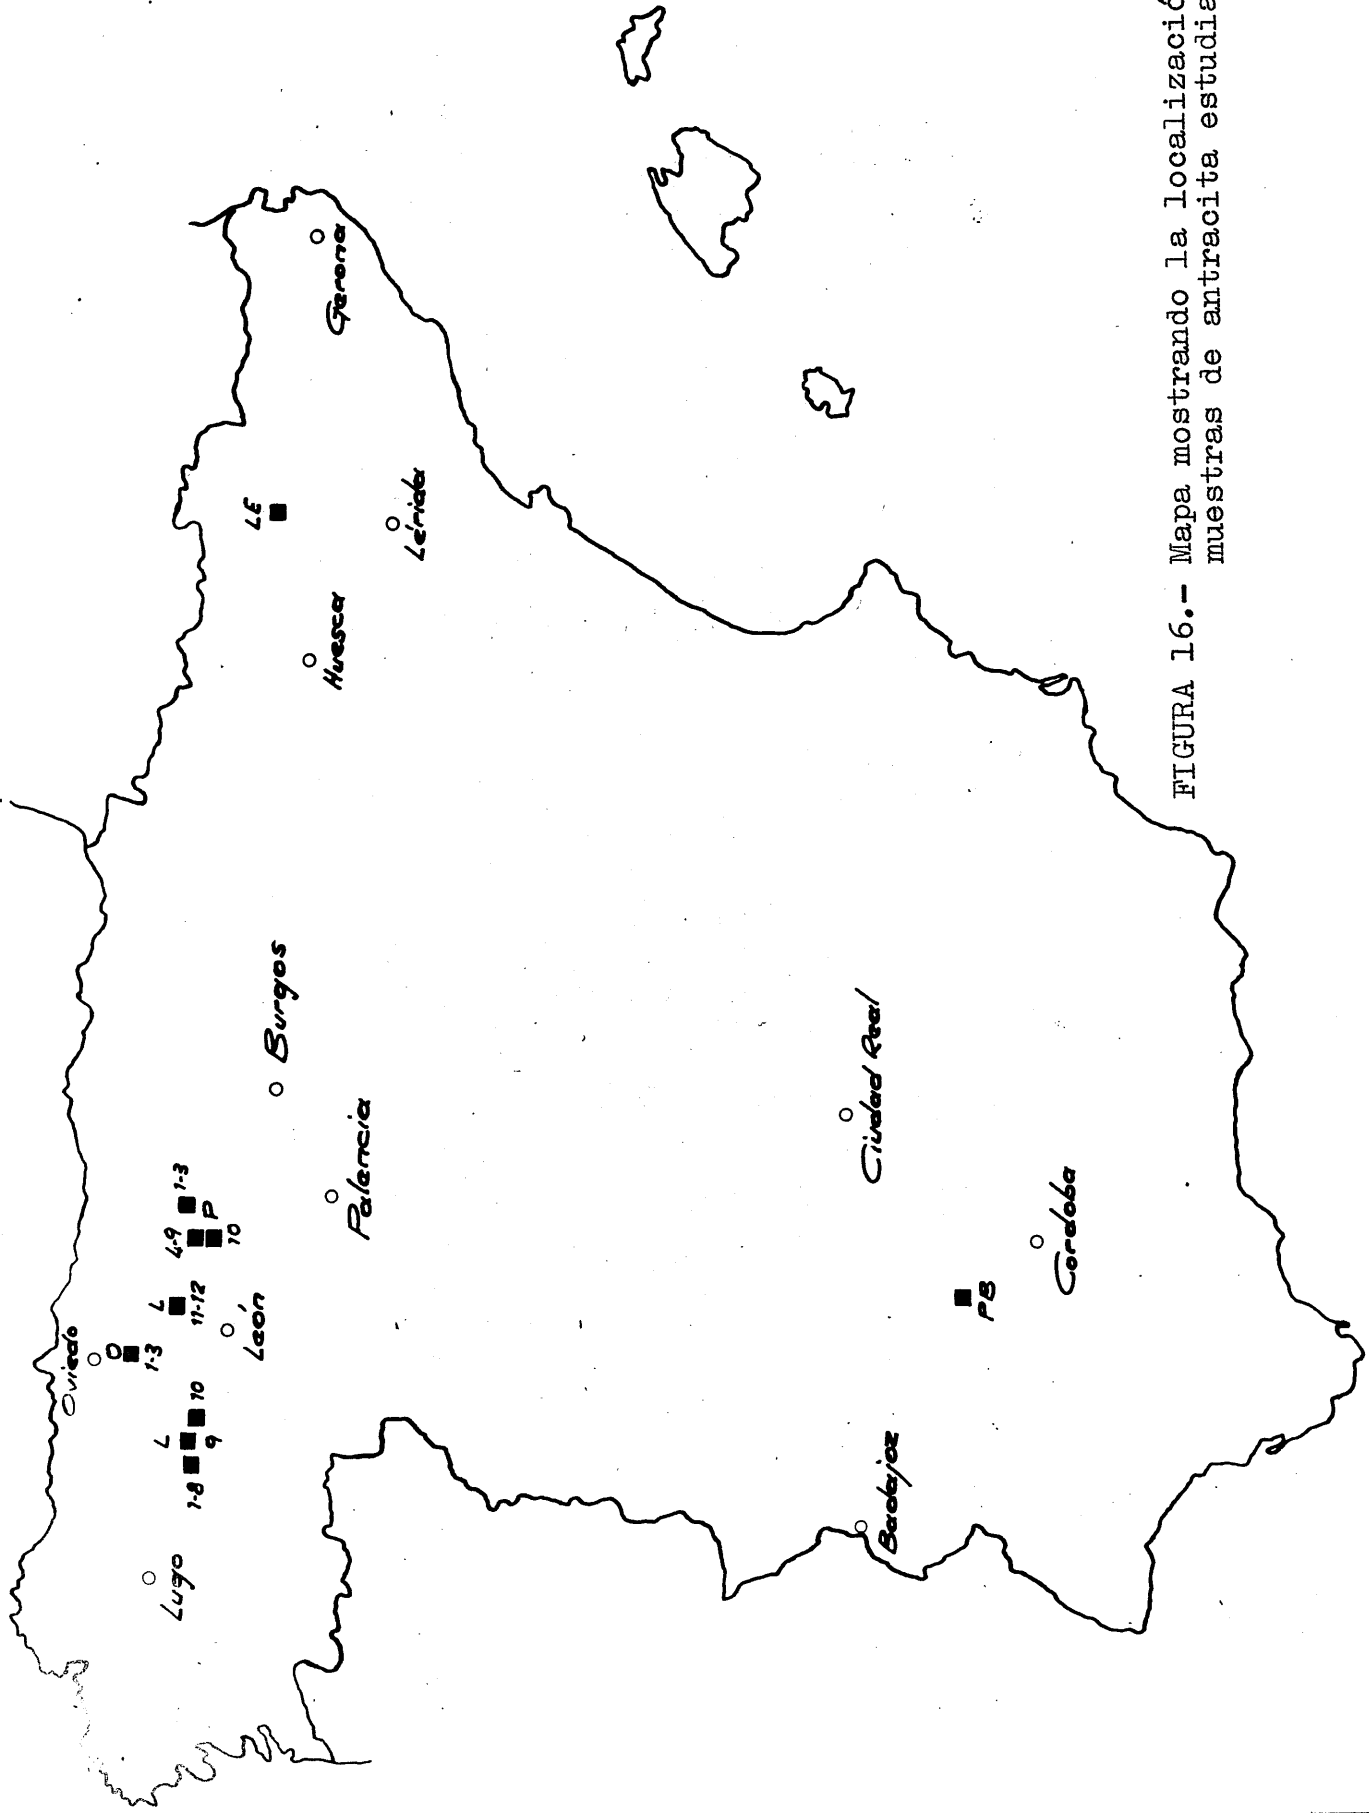 Oviedo
O
1-3
Lugo
L
1-8
9
10
L
11-12
León
4-9
1-3
P
10
Palencia
Burgos
Huesca
LE
Lérida
Gerona
Ciudad Real
Badajoz
PB
Cordoba
FIGURA 16.- Mapa mostrando la localizació
muestras de antracita estudia